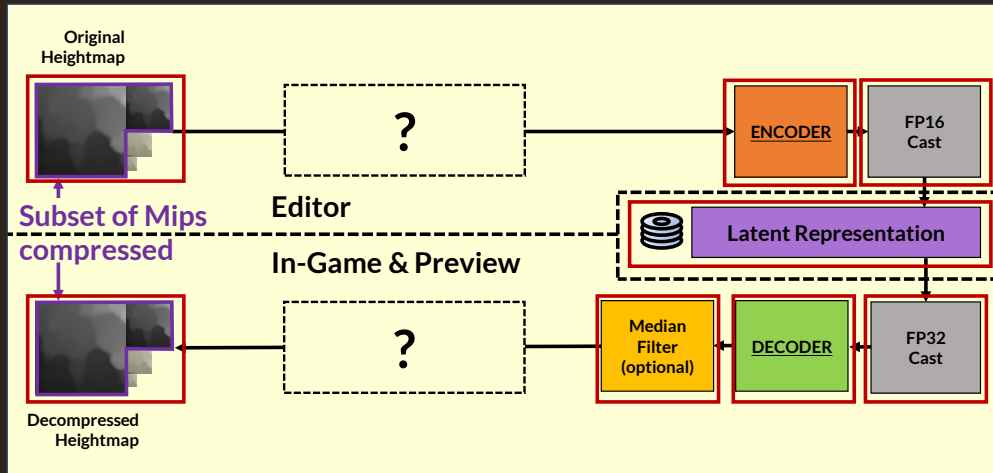 Original
Heightmap
?
ENCODER
FP16
Cast
Editor
Subset of Mips
compressed
Latent Representation
In-Game & Preview
?
Median
Filter
(optional)
DECODER
FP32
Cast
Decompressed
Heightmap